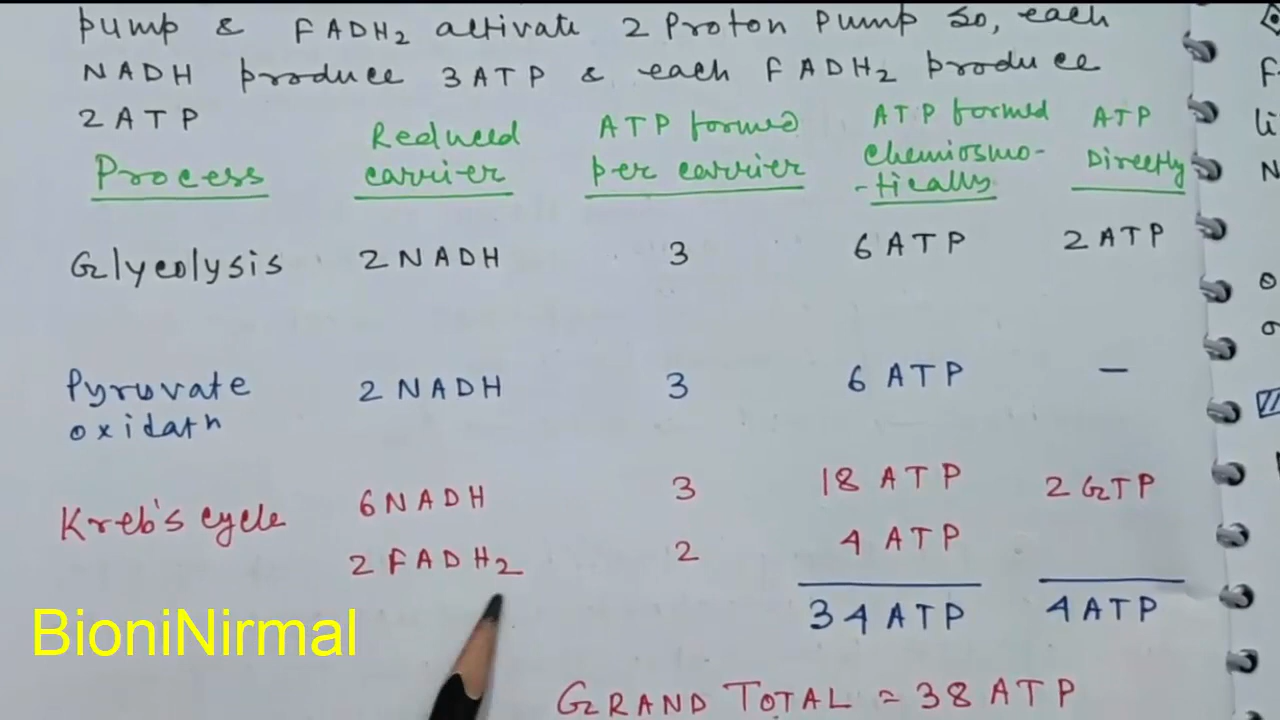 pump & FADH2 activate 2 Proton Pump So, each
NADH produce 3 ATP & each FADH2 produce
2 ATP
Process Reduced carrier ATP formed per carrier ATP formed Chemiosmo-tically ATP Directly
Glycolysis 2 NADH 3 6 ATP 2 ATP
Pyruvate oxidatn 2 NADH 3 6 ATP –
Kreb's cycle 6 NADH 3 18 ATP 2 GTP
2 FADH2 2 4 ATP
34 ATP 4 ATP
GRAND TOTAL = 38 ATP
BioniNirmal